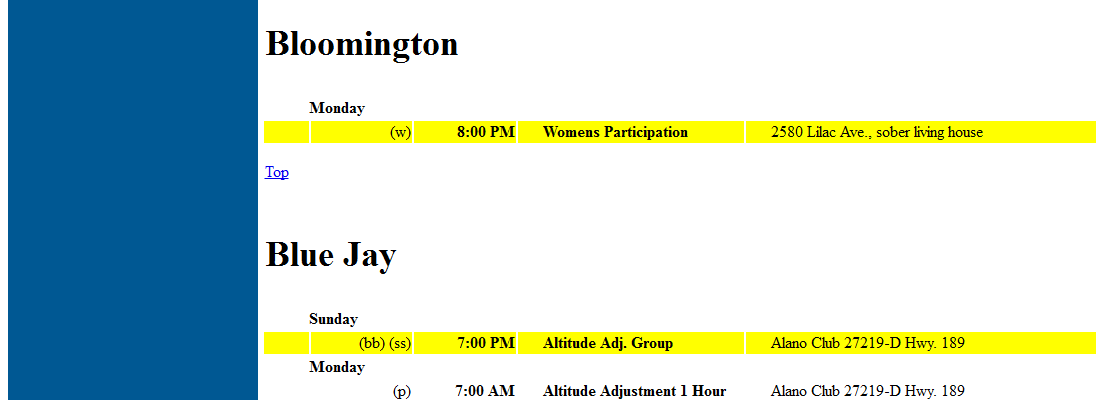 Bloomington
Monday
(w) 8:00 PM Womens Participation 2580 Lilac Ave., sober living house
Top
Blue Jay
Sunday
(bb) (ss) 7:00 PM Altitude Adj. Group Alano Club 27219-D Hwy. 189
Monday
(p) 7:00 AM Altitude Adjustment 1 Hour Alano Club 27219-D Hwy. 189